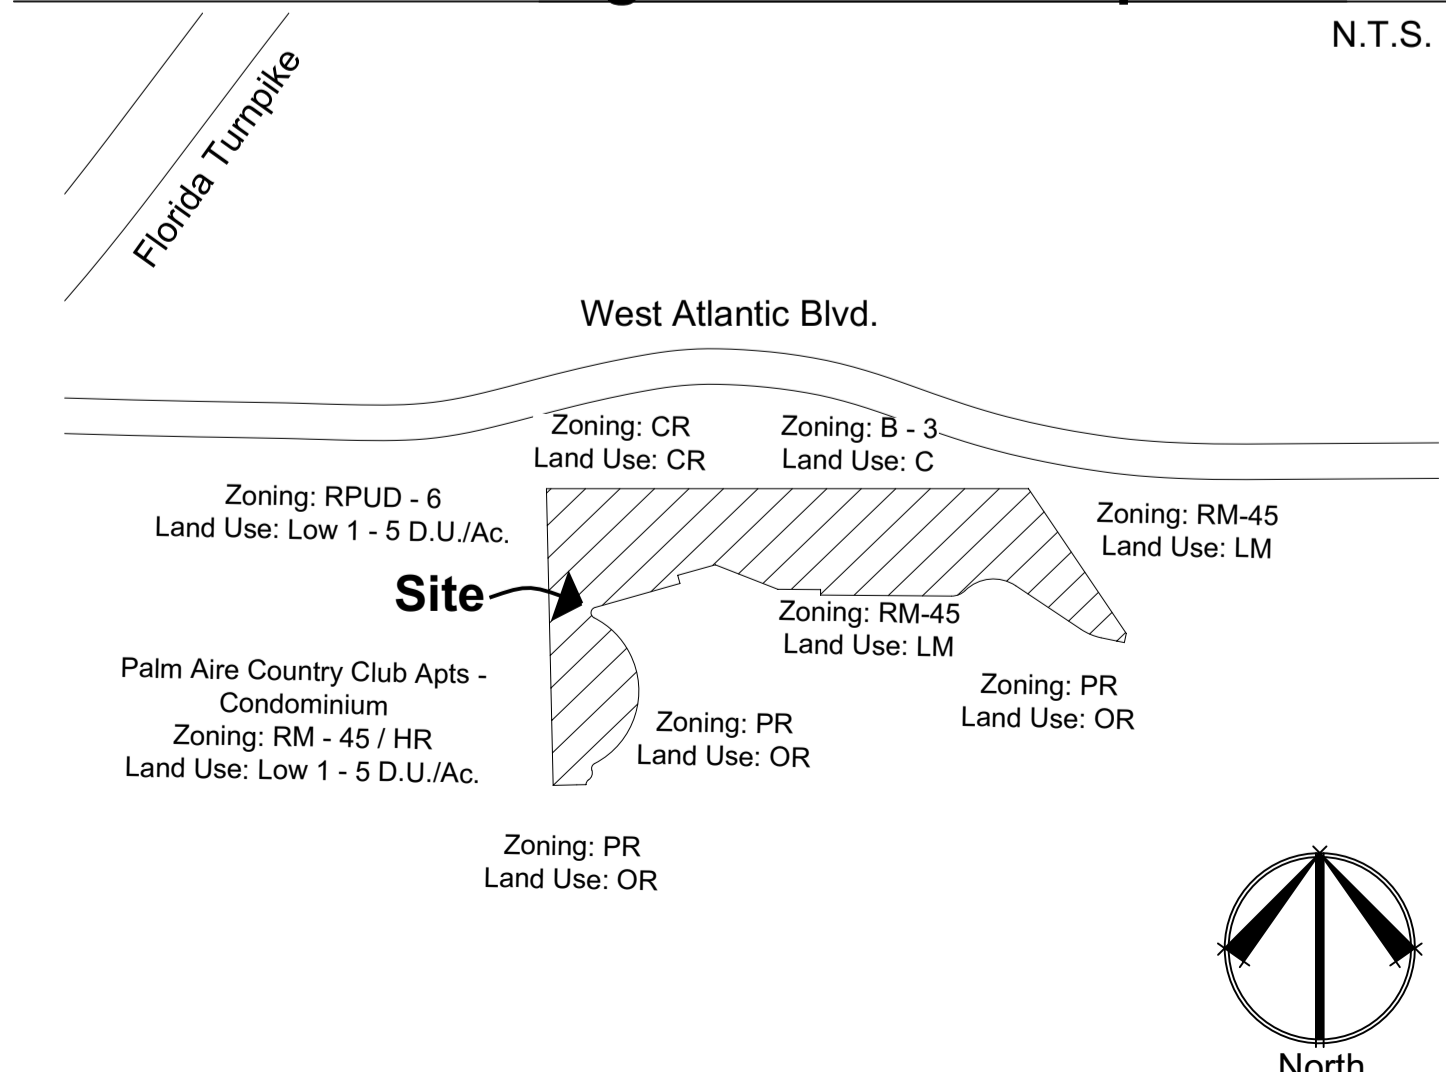 N.T.S.
Florida Turnpike
West Atlantic Blvd.
Zoning: CR
Land Use: CR
Zoning: B - 3
Land Use: C
Zoning: RPUD - 6
Land Use: Low 1 - 5 D.U./Ac.
Zoning: RM-45
Land Use: LM
Site
Zoning: RM-45
Land Use: LM
Palm Aire Country Club Apts -
Condominium
Zoning: RM - 45 / HR
Land Use: Low 1 - 5 D.U./Ac.
Zoning: PR
Land Use: OR
Zoning: PR
Land Use: OR
Zoning: PR
Land Use: OR
North